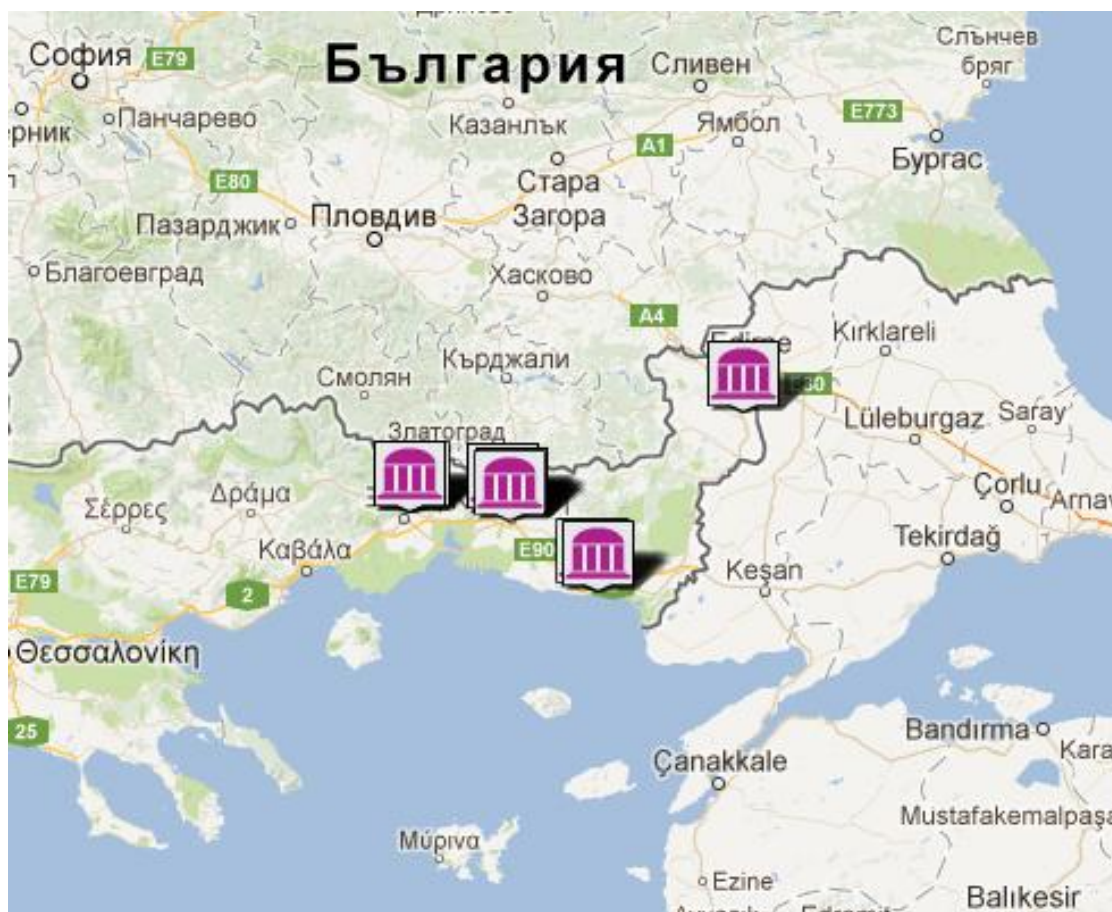 София
E79
България
Сливен
Слънчев
бряг
ерник
Панчарево
Казанлък
A1
Ямбол
E773
Бургас
E80
Стара
Загора
Пазарджик
Пловдив
Благоевград
Хасково
A4
Edirne
Kırklareli
Кърджали
Смолян
E80
Lüleburgaz
Saray
Златоград
Σέρρες
Δράμα
Çorlu
Arnav
Καβάλα
E90
Tekirdağ
E79
2
Keşan
Θεσσαλονίκη
25
Bandırma
Kara
Çanakkale
Mustafakemalpaşa
Μύρινα
Ezine
Balıkesir
Edremit